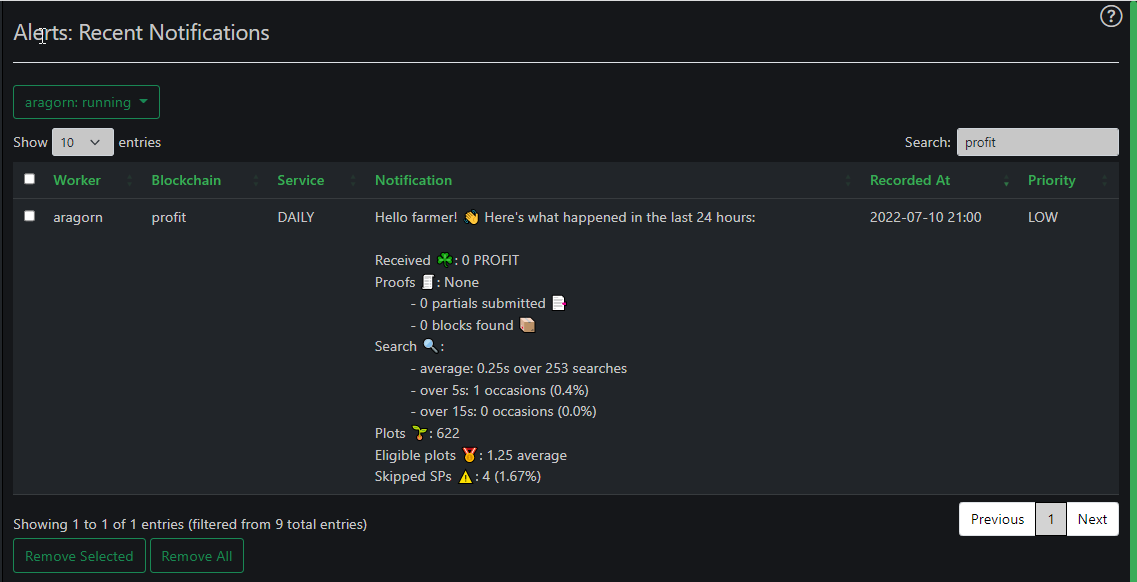 Alerts: Recent Notifications
?
aragorn: running
Show 10 entries
Search: profit
Worker Blockchain Service Notification Recorded At Priority
aragorn profit DAILY Hello farmer! 👋 Here's what happened in the last 24 hours: 2022-07-10 21:00 LOW
Received ☘️: 0 PROFIT
Proofs 🧾: None
- 0 partials submitted 📑
- 0 blocks found 📦
Search 🔍:
- average: 0.25s over 253 searches
- over 5s: 1 occasions (0.4%)
- over 15s: 0 occasions (0.0%)
Plots 🌱: 622
Eligible plots 🥇: 1.25 average
Skipped SPs ⚠️: 4 (1.67%)
Showing 1 to 1 of 1 entries (filtered from 9 total entries)
Previous 1 Next
Remove Selected Remove All